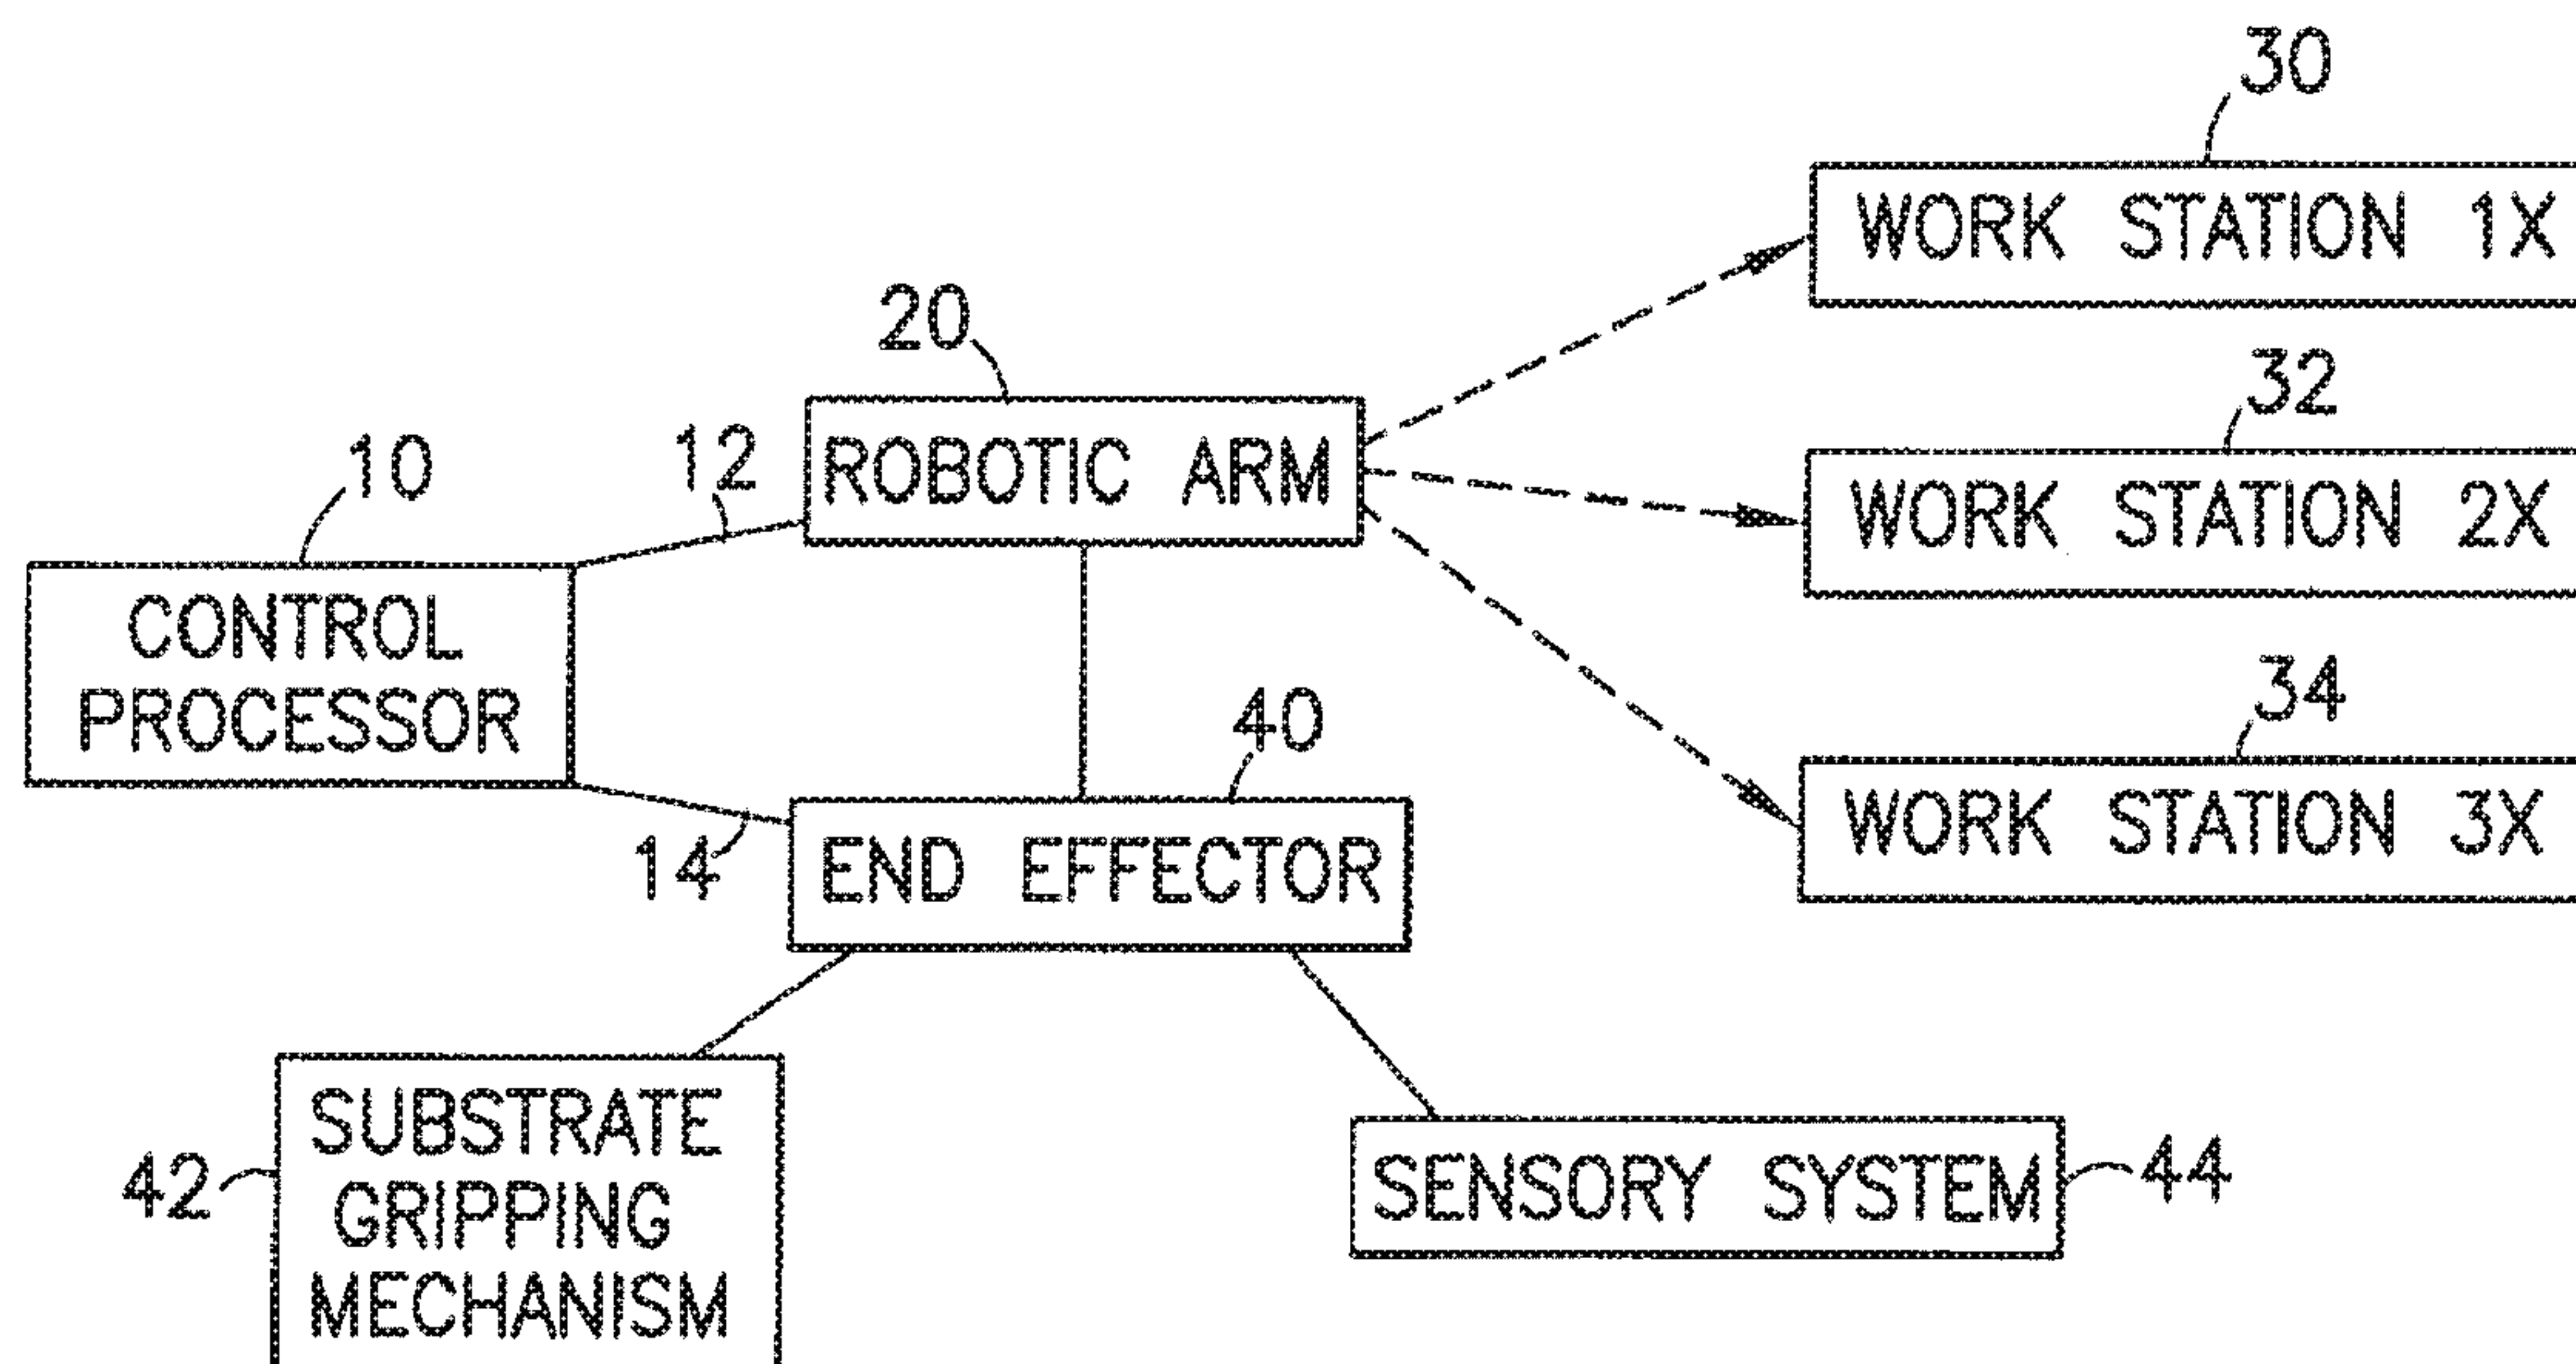 30
WORK STATION 1X
20
32
ROBOTIC ARM
12
10
WORK STATION 2X
CONTROL
PROCESSOR
34
40
14
END EFFECTOR
WORK STATION 3X
42
SUBSTRATE
GRIPPING
MECHANISM
SENSORY SYSTEM
44